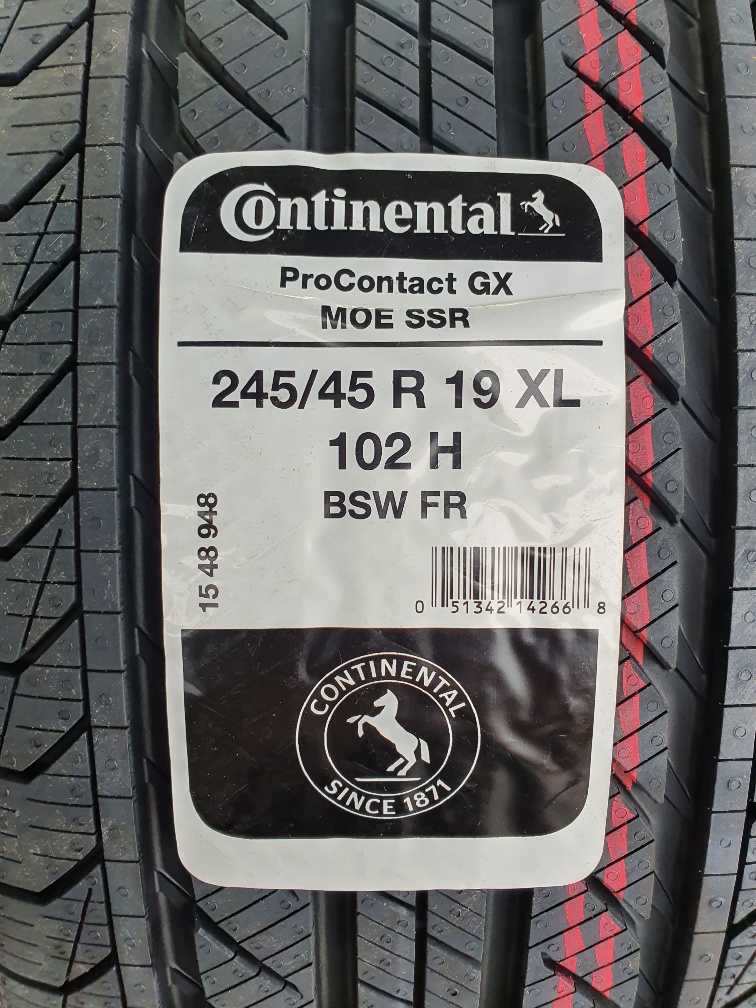 Continental
ProContact GX
MOE SSR
245/45 R 19 XL
102 H
BSW FR
15 48 948
0 51342 14266 8
CONTINENTAL
SINCE 1871